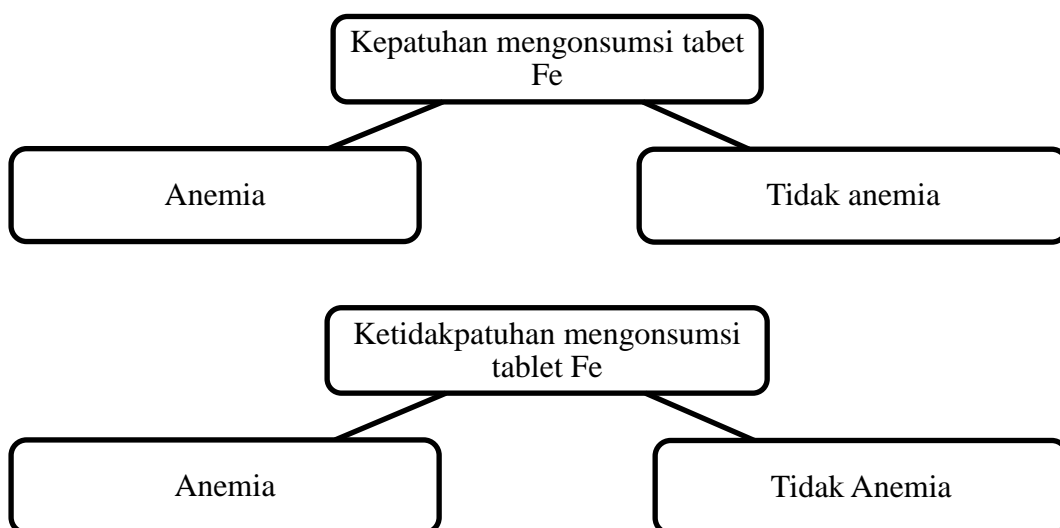 Kepatuhan mengonsumsi tabet
Fe
Anemia
Tidak anemia
Ketidakpatuhan mengonsumsi
tablet Fe
Anemia
Tidak Anemia